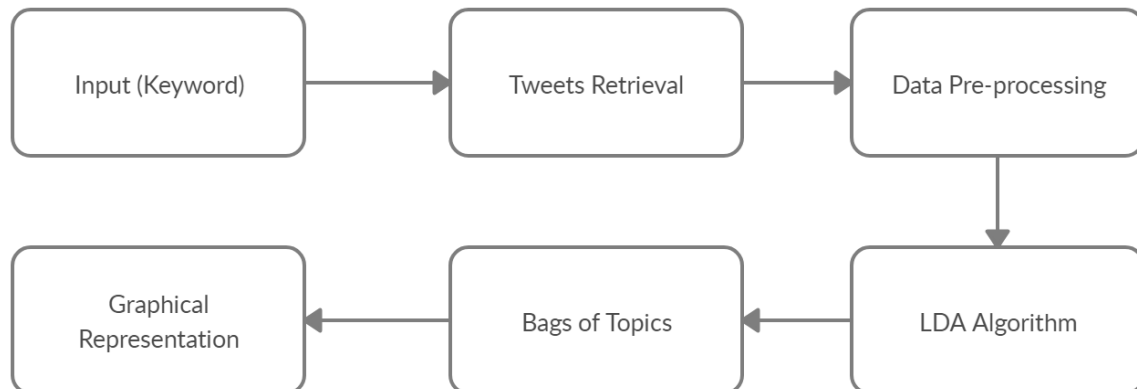 Input (Keyword)
Tweets Retrieval
Data Pre-processing
LDA Algorithm
Bags of Topics
Graphical
Representation